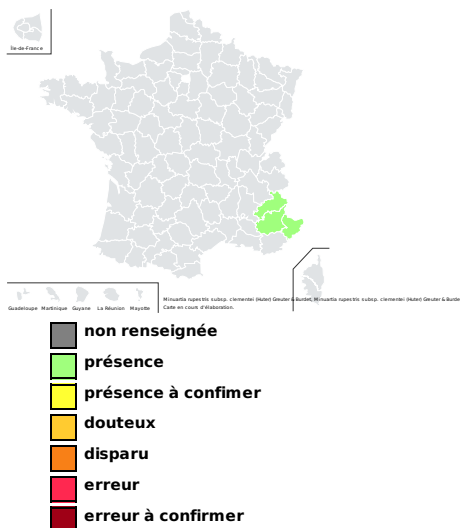 Île-de-France
Guadeloupe Martinique Guyane La Réunion Mayotte
Minuartia rupestris subsp. clementei (Huter) Greuter & Burdet, Minuartia rupestris subsp. clementei (Huter) Greuter & Burde
Carte en cours d'élaboration.
non renseignée
présence
présence à confimer
douteux
disparu
erreur
erreur à confirmer